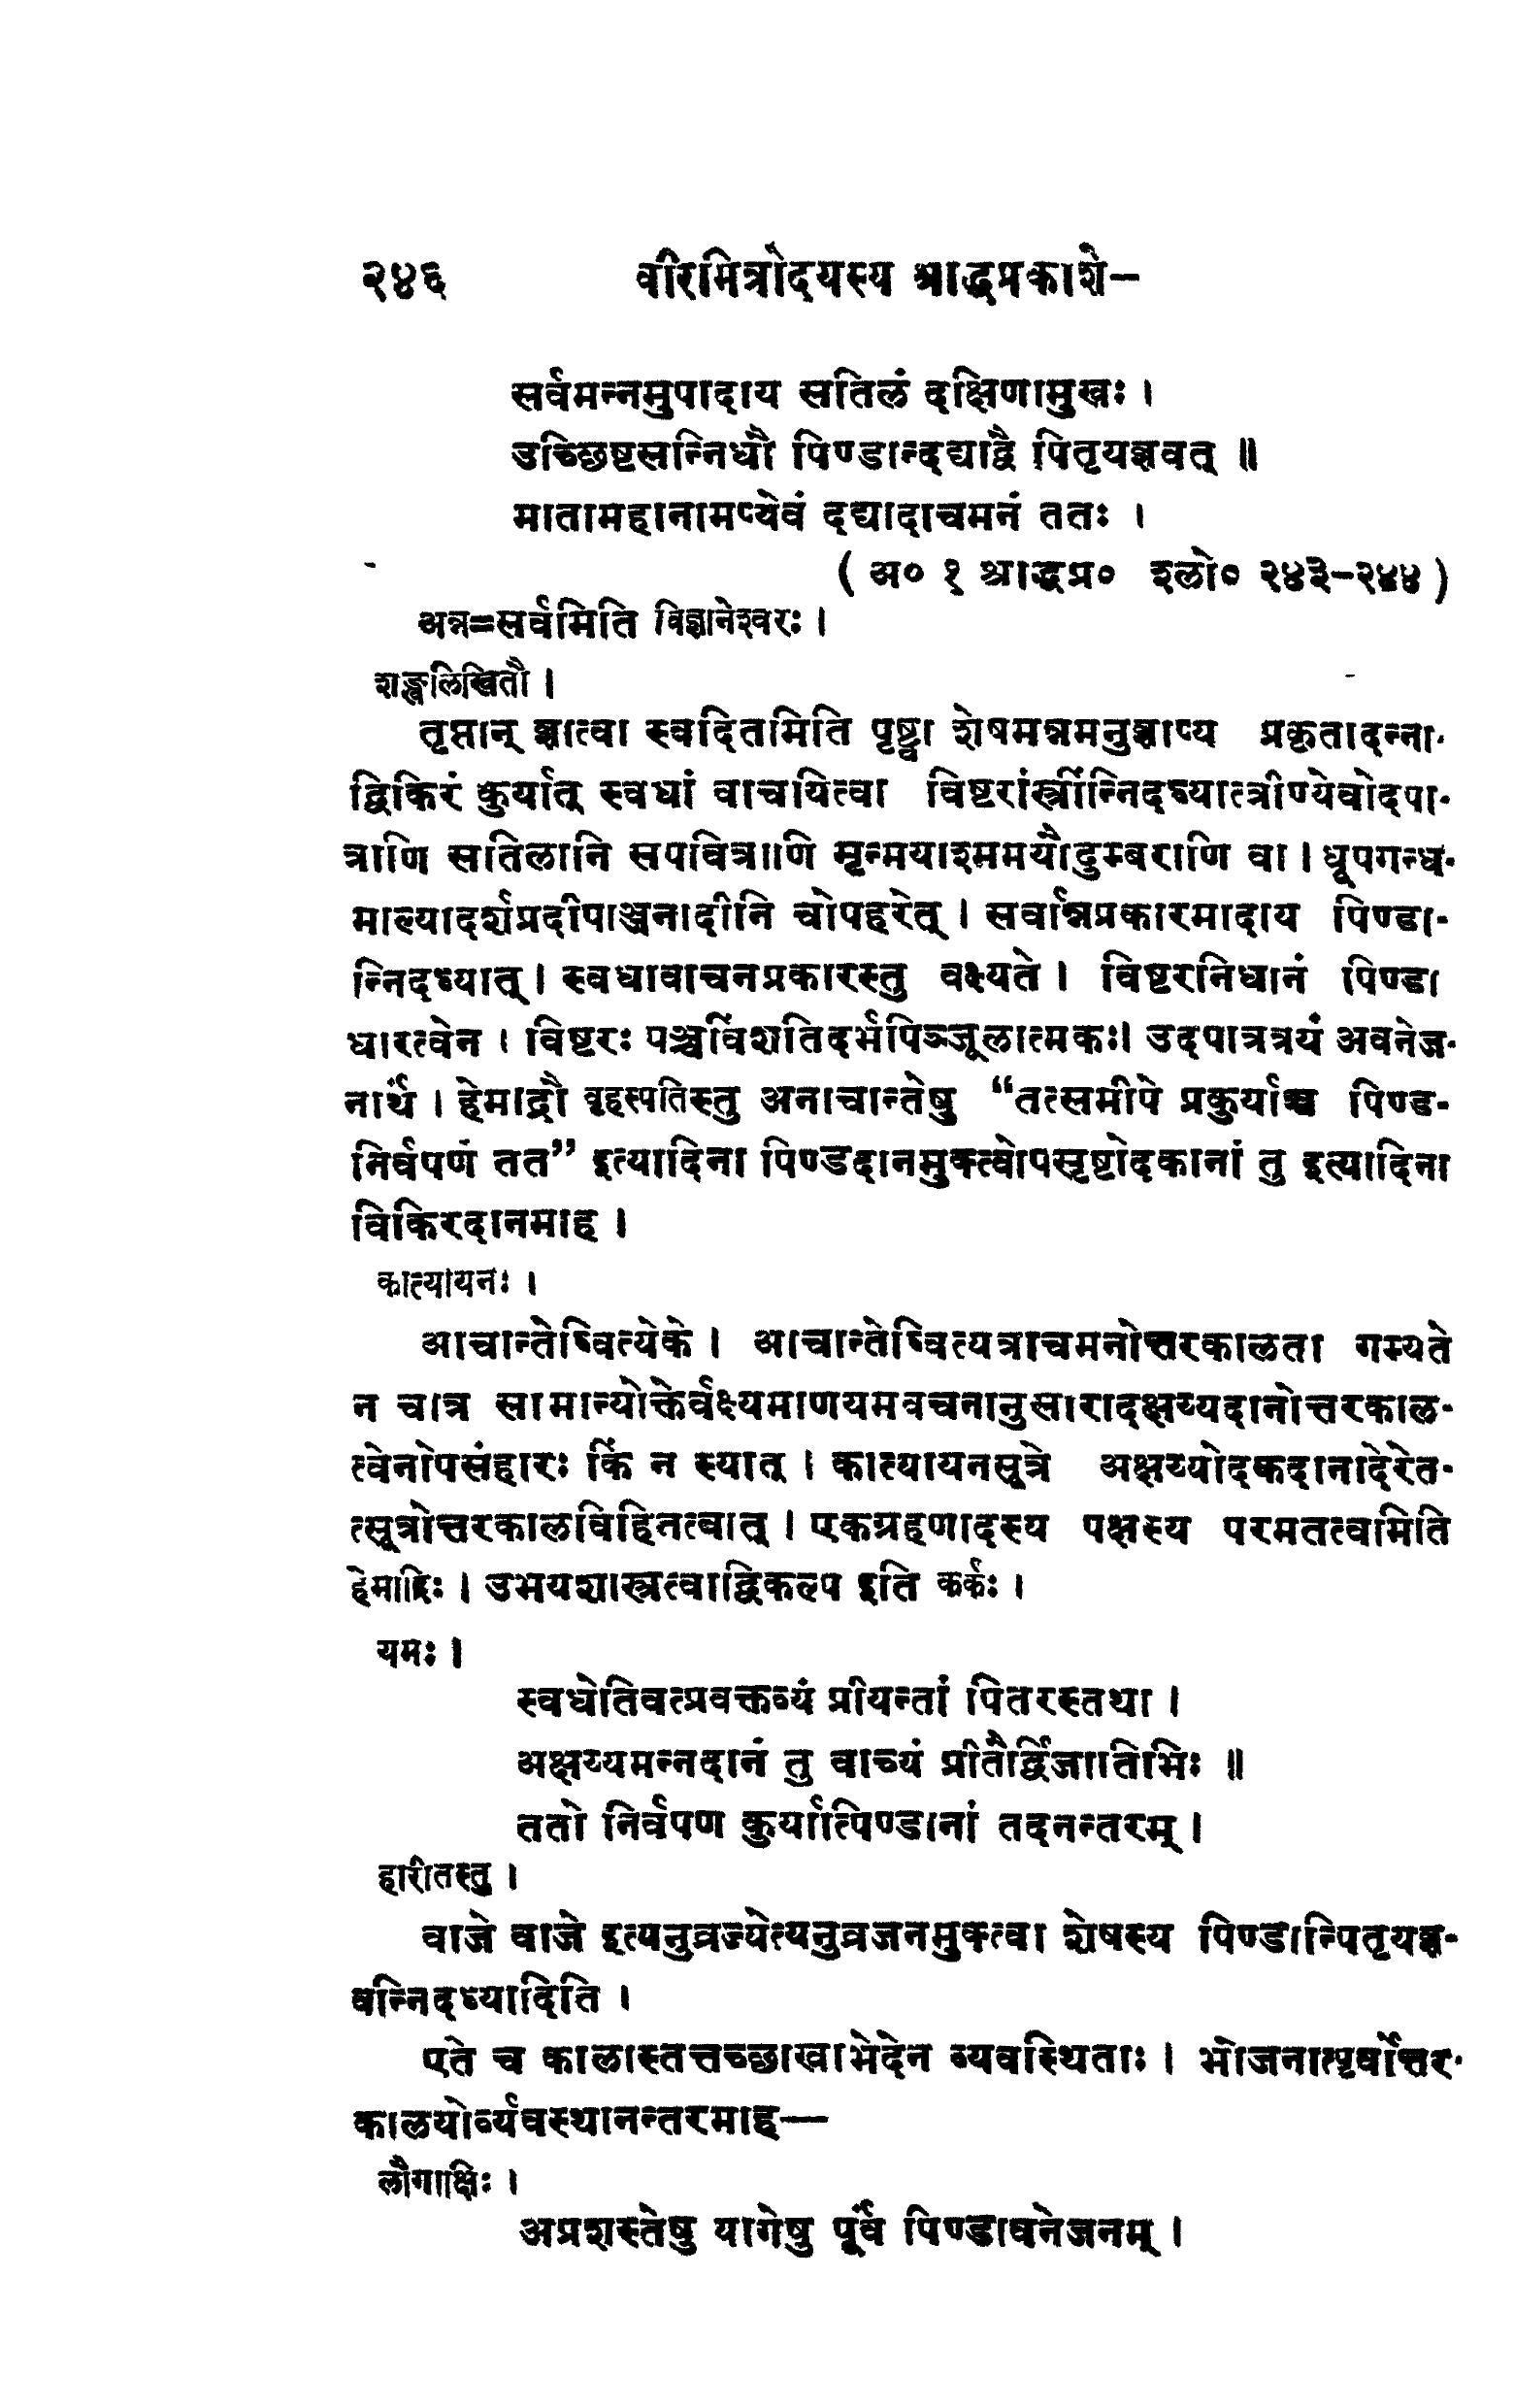 २४६ वीरमित्रोदयस्य श्राद्धप्रकाशे-
सर्वमन्नमुपादाय सतिलं दक्षिणामुखः ।
उच्छिष्टसन्निधौ पिण्डान्दद्याद्वै पितृयज्ञवत् ॥
मातामहानामप्येवं दद्यादाचमनं ततः ।
( अ० १ श्राद्धप्र० श्लो० २४३-२४४ )
अन्न=सर्वमिति विज्ञानेश्वरः ।
शङ्खलिखितौ ।
तृप्तान् ज्ञात्वा स्वदितमिति पृष्ट्वा शेषमन्नमनुज्ञाप्य प्रकृतादन्ना-
द्विकिरं कुर्यात् स्वधां वाचयित्वा विष्टरांस्त्रीन्निदध्यात्त्रीण्येवोदपा-
त्राणि सतिलानि सपवित्राणि मृन्मयाश्ममयौदुम्बराणि वा । धूपगन्ध-
माल्यादर्शप्रदीपाञ्जनादीनि चोपहरेत् । सर्वान्नप्रकारमादाय पिण्डा-
न्निदध्यात् । स्वधावाचनप्रकारस्तु वक्ष्यते । विष्टरनिधानं पिण्डा
धारत्वेन । विष्टरः पञ्चविंशतिदर्भपिञ्जूलात्मकः। उदपात्रत्रयं अवनेज-
नार्थं । हेमाद्रौ वृहस्पतिस्तु अनाचान्तेषु “तत्समीपे प्रकुर्याच्च पिण्ड-
निर्वपणं तत” इत्यादिना पिण्डदानमुक्त्वोपसृष्टोदकानां तु इत्यादिना
विकिरदानमाह ।
कात्यायनः ।
आचान्तेष्वित्येके । आचान्तेष्वित्यत्राचमनोत्तरकालता गम्यते
न चात्र सामान्योक्तेर्वक्ष्यमाणयमवचनानुसारादक्षय्यदानोत्तरकाल-
त्वेनोपसंहारः किं न स्यात् । कात्यायनसूत्रे अक्षय्योदकदानादेरेत-
त्सूत्रोत्तरकालविहितत्वात् । एकग्रहणादस्य पक्षस्य परमतत्वमिति
हेमाद्रिः । उभयशास्त्रत्वाद्विकल्प इति कर्कः ।
यमः ।
स्वधेतिवत्प्रवक्तव्यं प्रीयन्तां पितरस्तथा ।
अक्षय्यमन्नदानं तु वाच्यं प्रीतैर्द्विजातिभिः ॥
ततो निर्वपण कुर्यात्पिण्डानां तदनन्तरम् ।
हारीतस्तु ।
वाजे वाजे इत्यनुव्रज्येत्यनुव्रजनमुक्त्वा शेषस्य पिण्डान्पितृयज्ञ-
वन्निदध्यादिति ।
एते च कालास्तत्तच्छाखाभेदेन व्यवस्थिताः । भोजनात्पूर्वोत्तर-
कालयोर्व्यवस्थानन्तरमाह—
लौगाक्षिः ।
अप्रशस्तेषु यागेषु पूर्वं पिण्डावनेजनम् ।